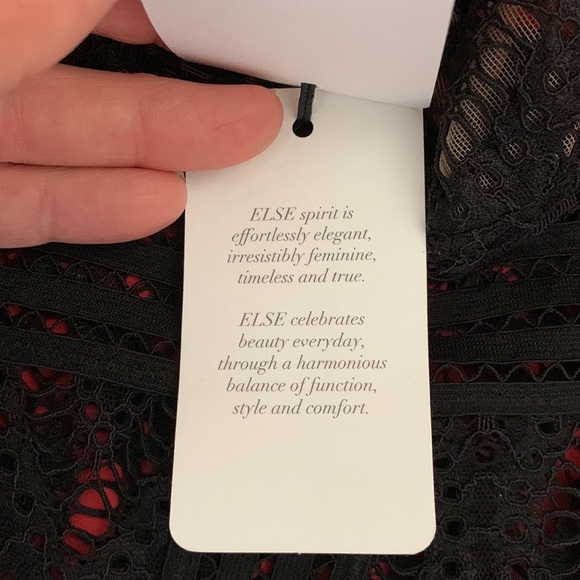 ELSE spirit is
effortlessly elegant,
irresistibly feminine,
timeless and true.
ELSE celebrates
beauty everyday,
through a harmonious
balance of function,
style and comfort.